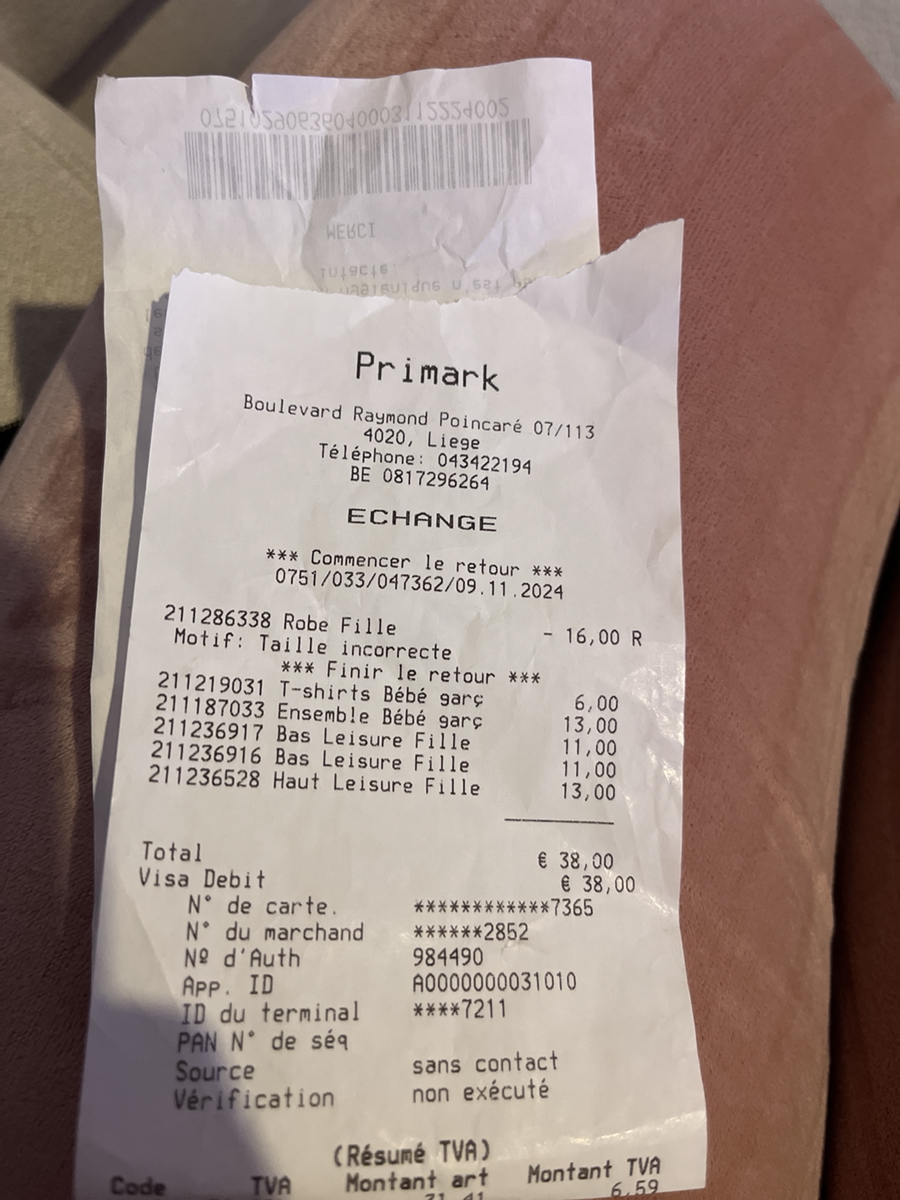 07510290636040003112224002
MERCI
intacte.
n'est
Primark
Boulevard Raymond Poincaré 07/113
4020, Liege
Téléphone: 043422194
BE 0817296264
ECHANGE
*** Commencer le retour ***
0751/033/047362/09.11.2024
211286338 Robe Fille - 16,00 R
Motif: Taille incorrecte
*** Finir le retour ***
211219031 T-shirts Bébé garç 6,00
211187033 Ensemble Bébé garç 13,00
211236917 Bas Leisure Fille 11,00
211236916 Bas Leisure Fille 11,00
211236528 Haut Leisure Fille 13,00
Total € 38,00
Visa Debit € 38,00
N° de carte. ************7365
N° du marchand ******2852
Nº d'Auth 984490
App. ID A0000000031010
ID du terminal ****7211
PAN N° de séq
Source sans contact
Vérification non exécuté
(Résumé TVA)
Code TVA Montant art Montant TVA
6,59